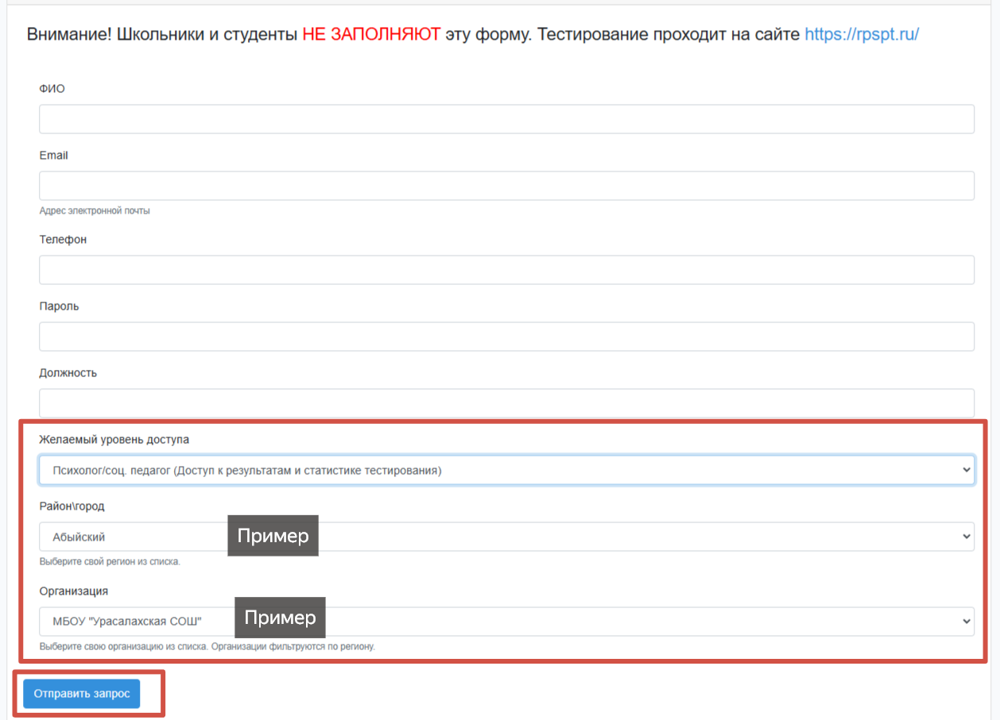 Внимание! Школьники и студенты НЕ ЗАПОЛНЯЮТ эту форму. Тестирование проходит на сайте https://rpspt.ru/
ФИО
Email
Адрес электронной почты
Телефон
Пароль
Должность
Желаемый уровень доступа
Психолог/соц. педагог (Доступ к результатам и статистике тестирования)
Район\город
Абыйский Пример
Выберите свой регион из списка.
Организация
МБОУ "Урасалахская СОШ" Пример
Выберите свою организацию из списка. Организации фильтруются по региону.
Отправить запрос